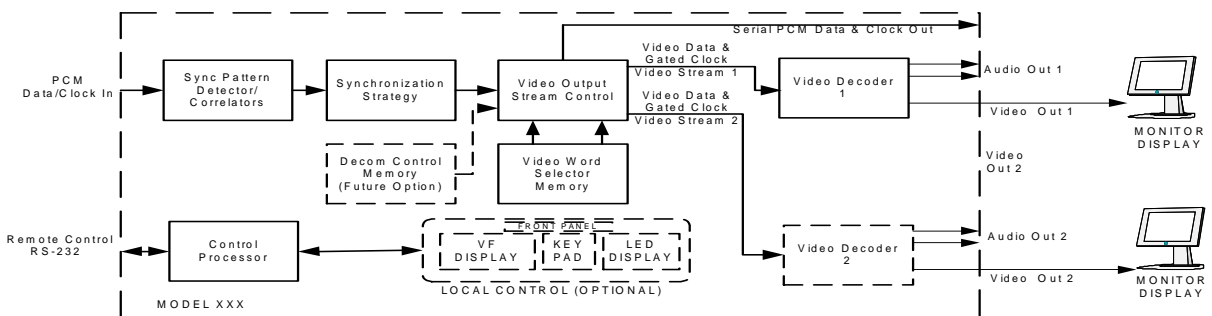 Serial PCM Data & Clock Out
PCM
Data/Clock In
Sync Pattern
Detector/
Correlators
Synchronization
Strategy
Video Output
Stream Control
Video Data &
Gated Clock
Video Stream 1
Video Data &
Gated Clock
Video Stream 2
Video Decoder
1
Audio Out 1
Video Out 1
MONITOR
DISPLAY
Decom Control
Memory
(Future Option)
Video Word
Selector
Memory
Video
Out 2
Remote Control
RS-232
Control
Processor
FRONT PANEL
VF
DISPLAY
KEY
PAD
LED
DISPLAY
LOCAL CONTROL (OPTIONAL)
Video Decoder
2
Audio Out 2
Video Out 2
MONITOR
DISPLAY
MODEL XXX